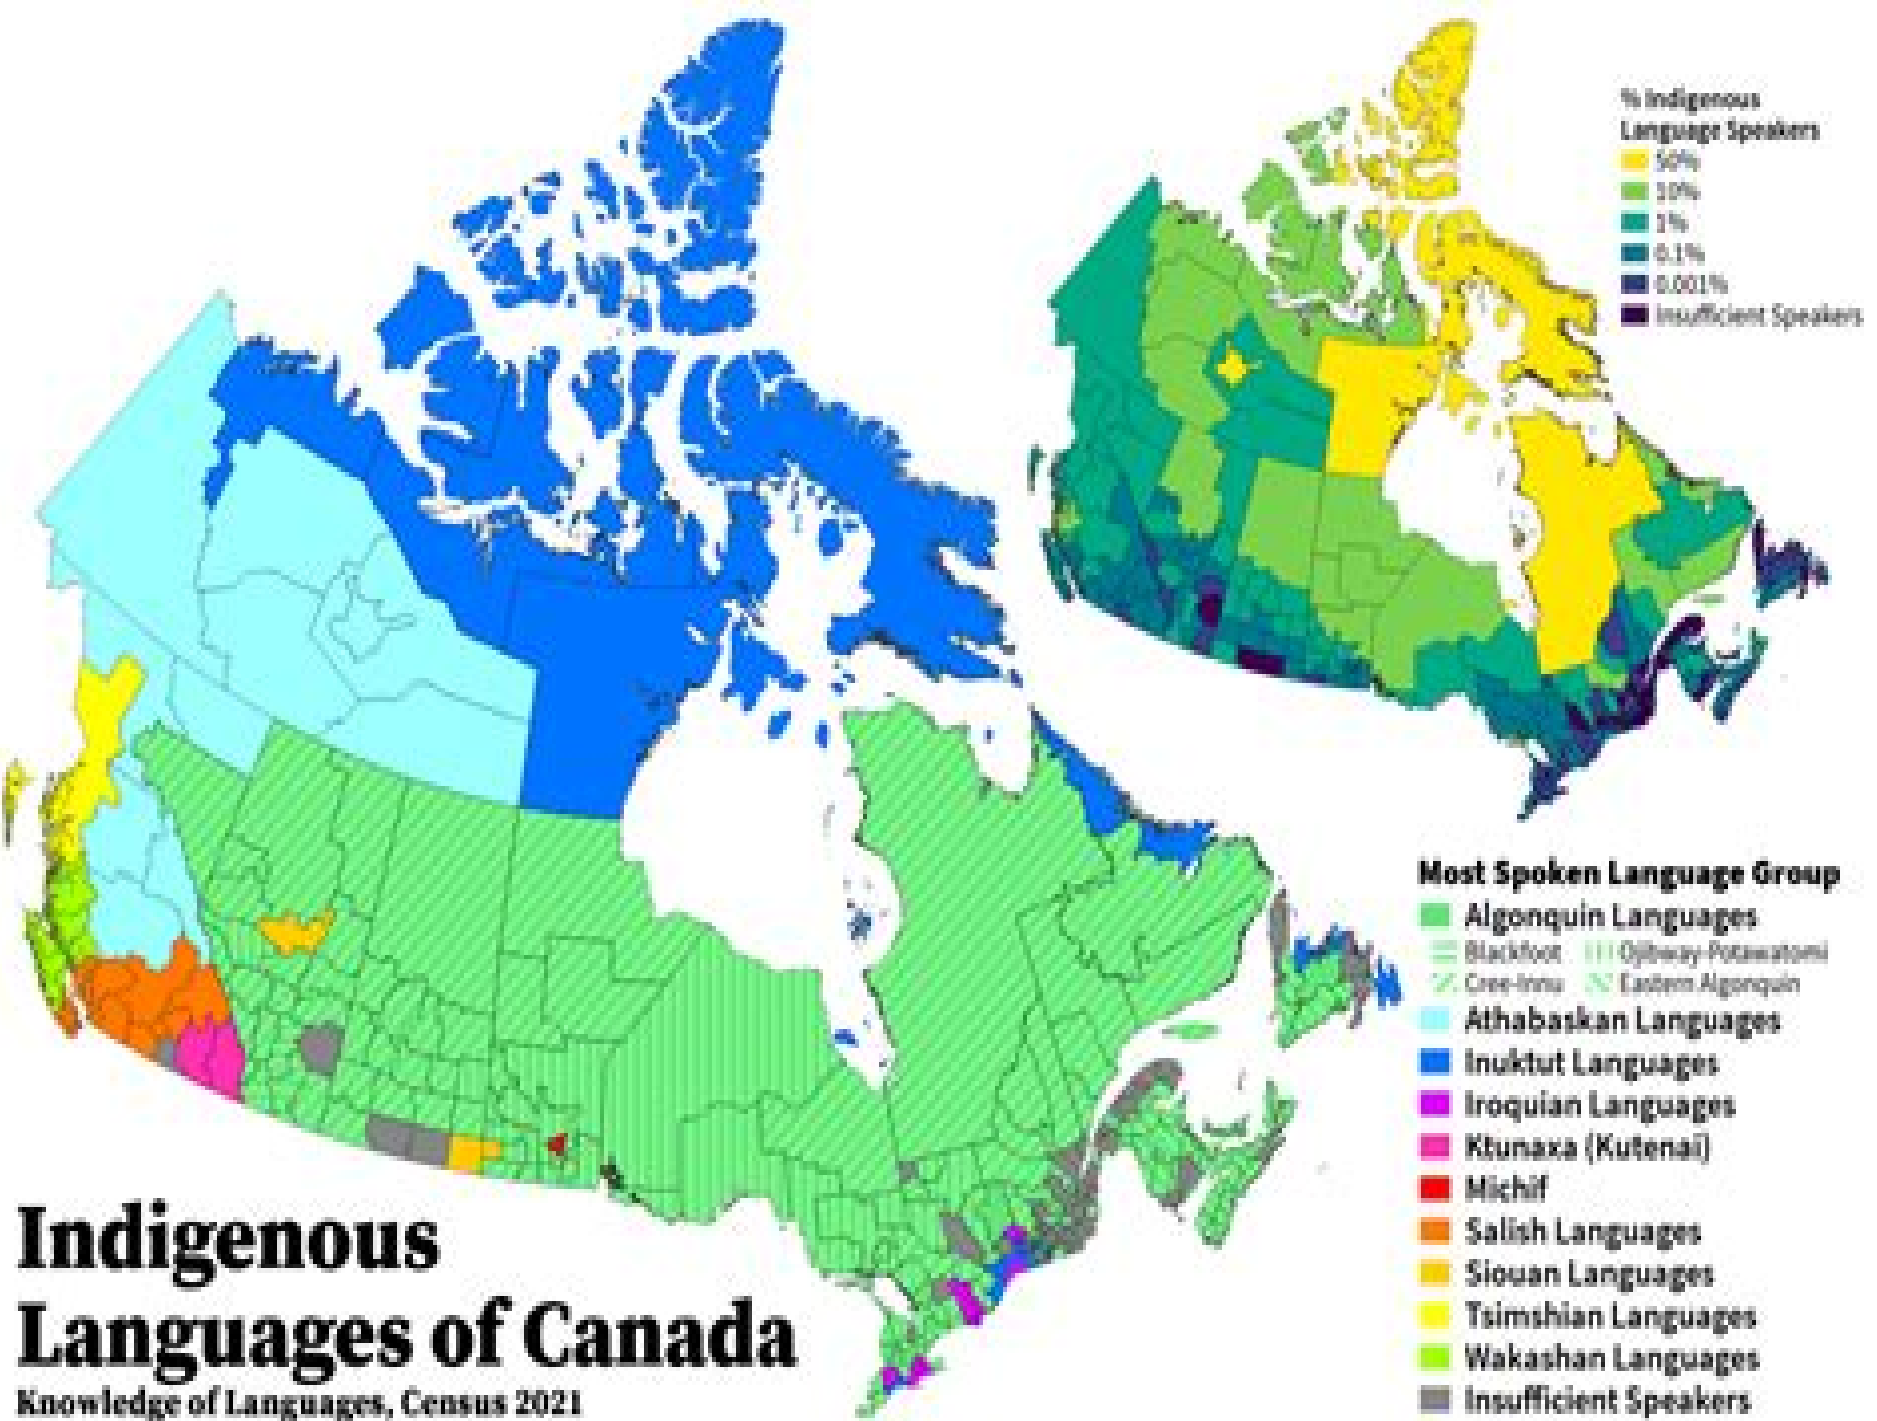 % Indigenous
Language Speakers
50%
10%
1%
0.1%
0.001%
Insufficient Speakers
Most Spoken Language Group
Algonquin Languages
Blackfoot Ojibway-Potawatomi
Cree-Innu Eastern Algonquin
Athabaskan Languages
Inuktut Languages
Iroquian Languages
Ktunaxa (Kutenai)
Michif
Salish Languages
Siouan Languages
Tsimshian Languages
Wakashan Languages
Insufficient Speakers
Indigenous
Languages of Canada
Knowledge of Languages, Census 2021